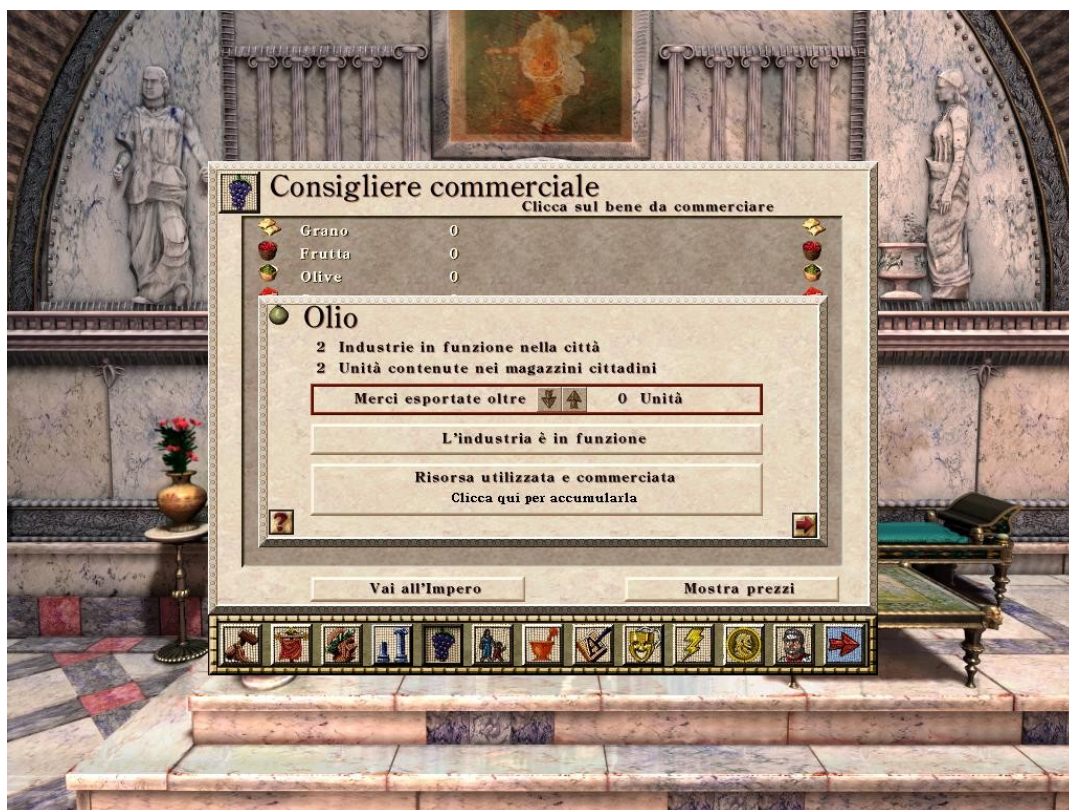 Consigliere commerciale
Clicca sul bene da commerciare
Grano 0
Frutta 0
Olive 0
Olio
2 Industrie in funzione nella città
2 Unità contenute nei magazzini cittadini
Merci esportate oltre 0 Unità
L'industria è in funzione
Risorsa utilizzata e commerciata
Clicca qui per accumularla
?
Vai all'Impero Mostra prezzi